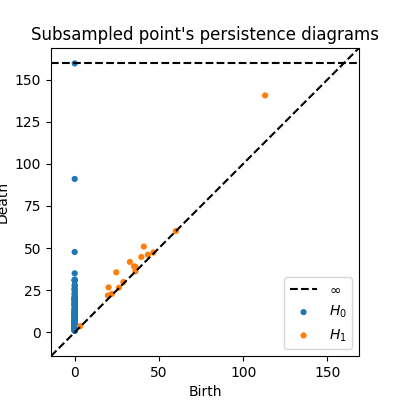 Subsampled point's persistence diagrams
150
125
100
75
50
25
0
Death
∞
H₀
H₁
0 50 100 150
Birth